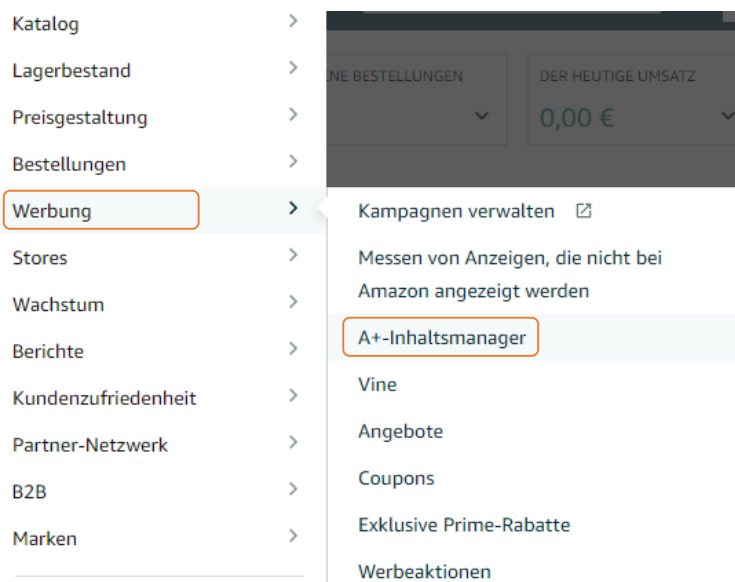 Katalog
Lagerbestand
Preisgestaltung
Bestellungen
Werbung
Stores
Wachstum
Berichte
Kundenzufriedenheit
Partner-Netzwerk
B2B
Marken
BESTELLUNGEN
DER HEUTIGE UMSATZ
0,00 €
Kampagnen verwalten
Messen von Anzeigen, die nicht bei
Amazon angezeigt werden
A+-Inhaltsmanager
Vine
Angebote
Coupons
Exklusive Prime-Rabatte
Werbeaktionen